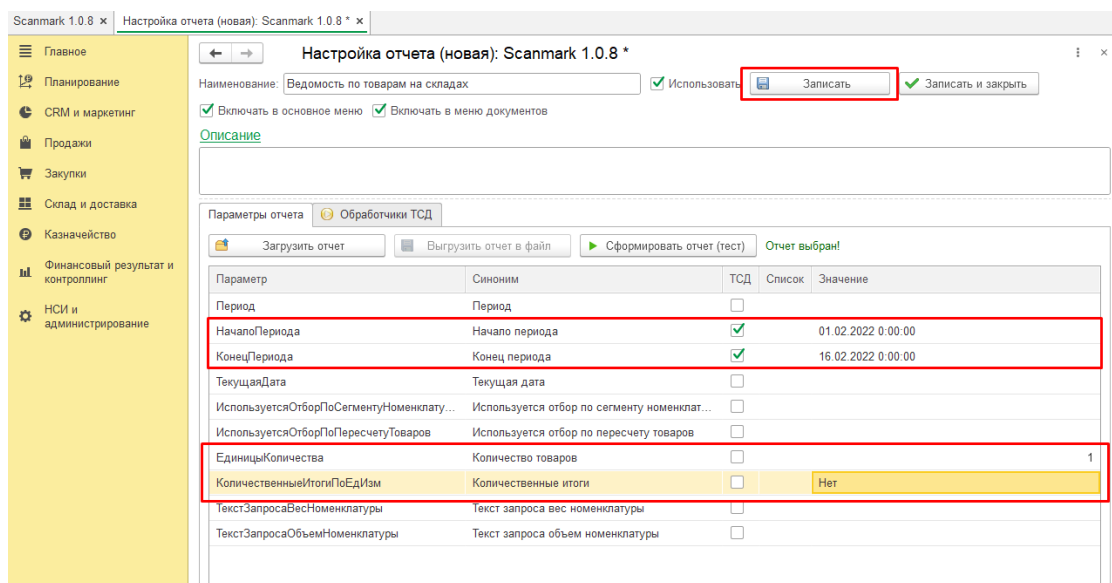 Scanmark 1.0.8 × Настройка отчета (новая): Scanmark 1.0.8 * ×
Главное
Планирование
CRM и маркетинг
Продажи
Закупки
Склад и доставка
Казначейство
Финансовый результат и
контроллинг
НСИ и
администрирование
Настройка отчета (новая): Scanmark 1.0.8 *
Наименование: Ведомость по товарам на складах Использовать Записать Записать и закрыть
Включать в основное меню Включать в меню документов
Описание
Параметры отчета Обработчики ТСД
Загрузить отчет Выгрузить отчет в файл Сформировать отчет (тест) Отчет выбран!
Параметр Синоним ТСД Список Значение
Период Период
НачалоПериода Начало периода 01.02.2022 0:00:00
КонецПериода Конец периода 16.02.2022 0:00:00
ТекущаяДата Текущая дата
ИспользуетсяОтборПоСегментуНоменклату... Используется отбор по сегменту номенклат...
ИспользуетсяОтборПоПересчетуТоваров Используется отбор по пересчету товаров
ЕдиницыКоличества Количество товаров 1
КоличественныеИтогиПоЕдИзм Количественные итоги Нет
ТекстЗапросаВесНоменклатуры Текст запроса вес номенклатуры
ТекстЗапросаОбъемНоменклатуры Текст запроса объем номенклатуры